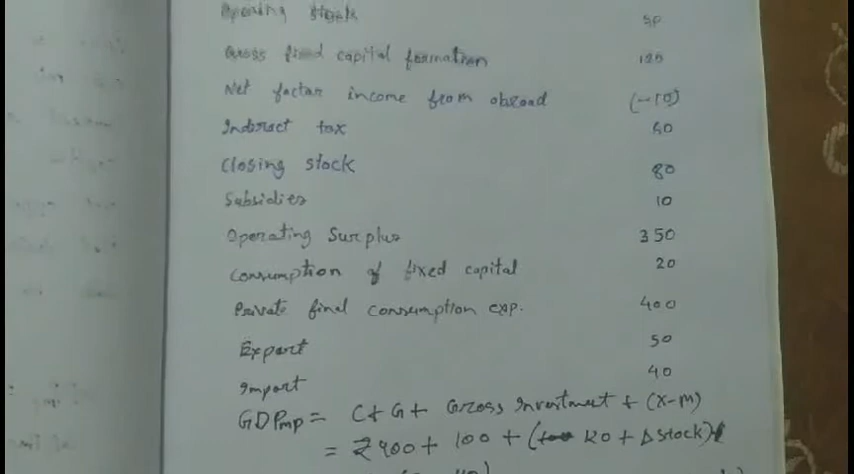 Opening stock 50
Gross fixed capital formation 120
Net factor income from abroad (-10)
Indirect tax 60
Closing stock 80
Subsidies 10
Operating Surplus 350
Consumption of fixed capital 20
Private final consumption exp. 400
Export 50
Import 40
GDPmp = C + G + Gross Investment + (X-M)
= ₹400 + 100 + ( 120 + Δ stock) +